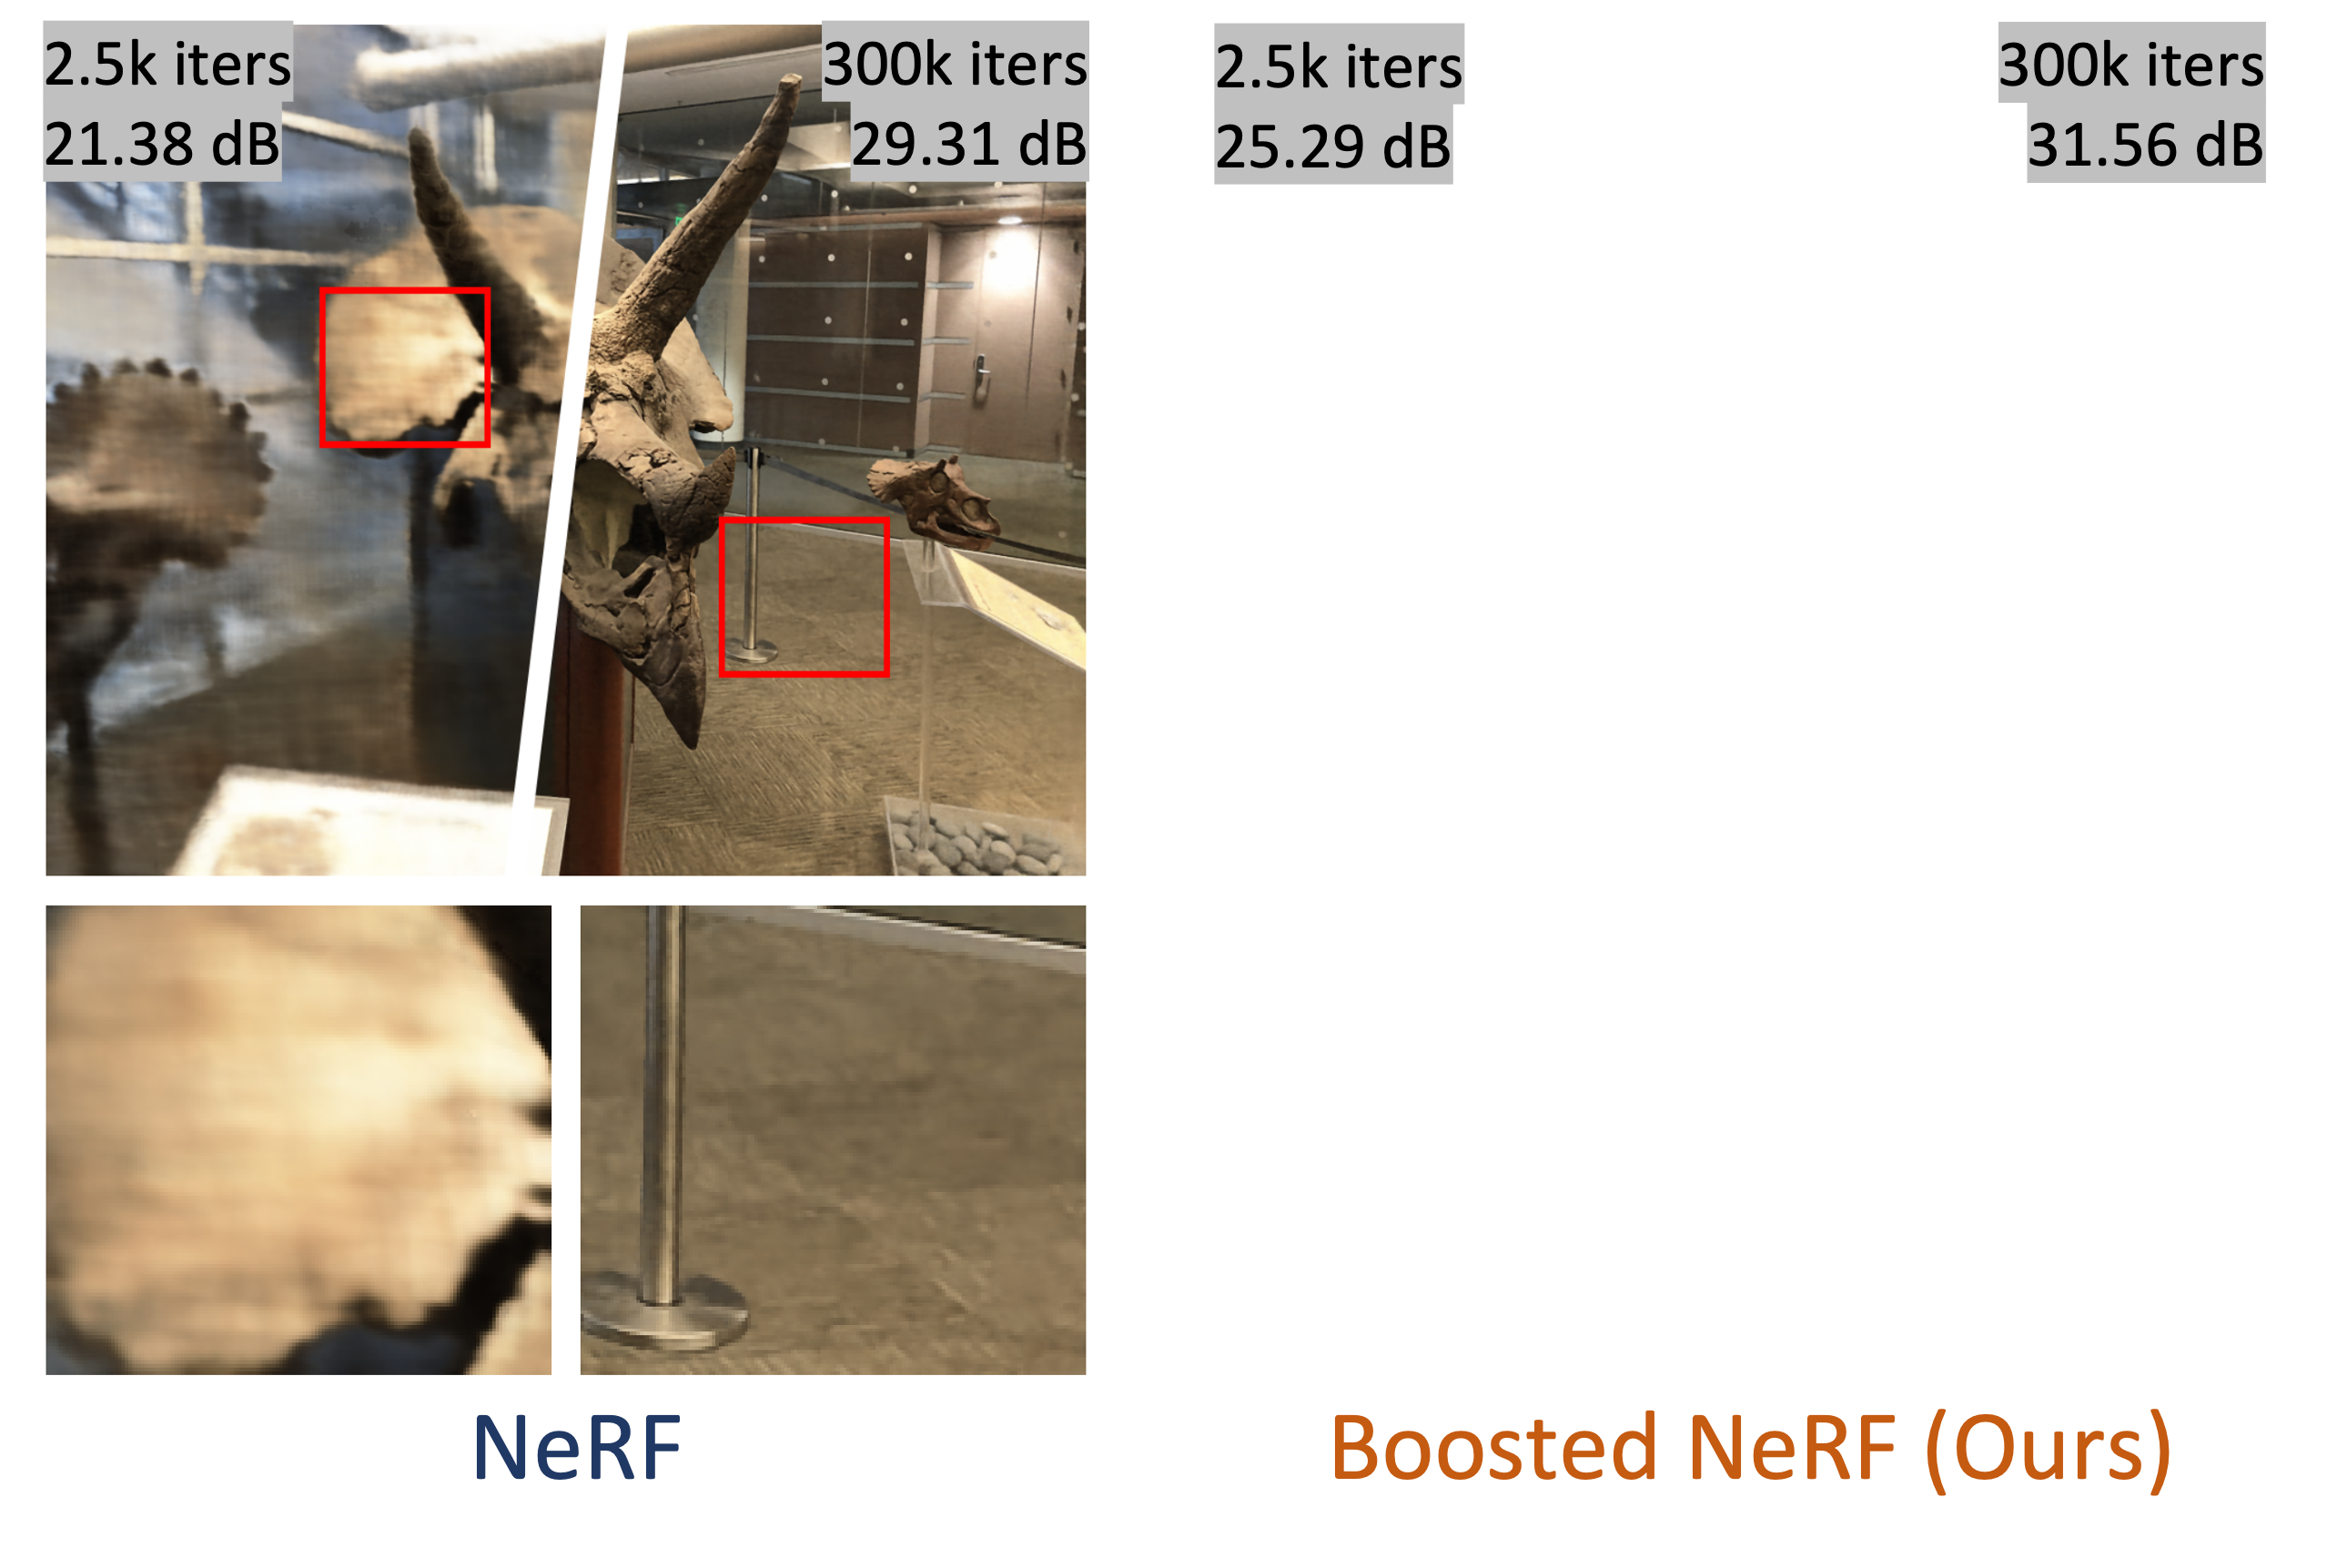 2.5k iters
21.38 dB
300k iters
29.31 dB
2.5k iters
25.29 dB
300k iters
31.56 dB
NeRF
Boosted NeRF (Ours)